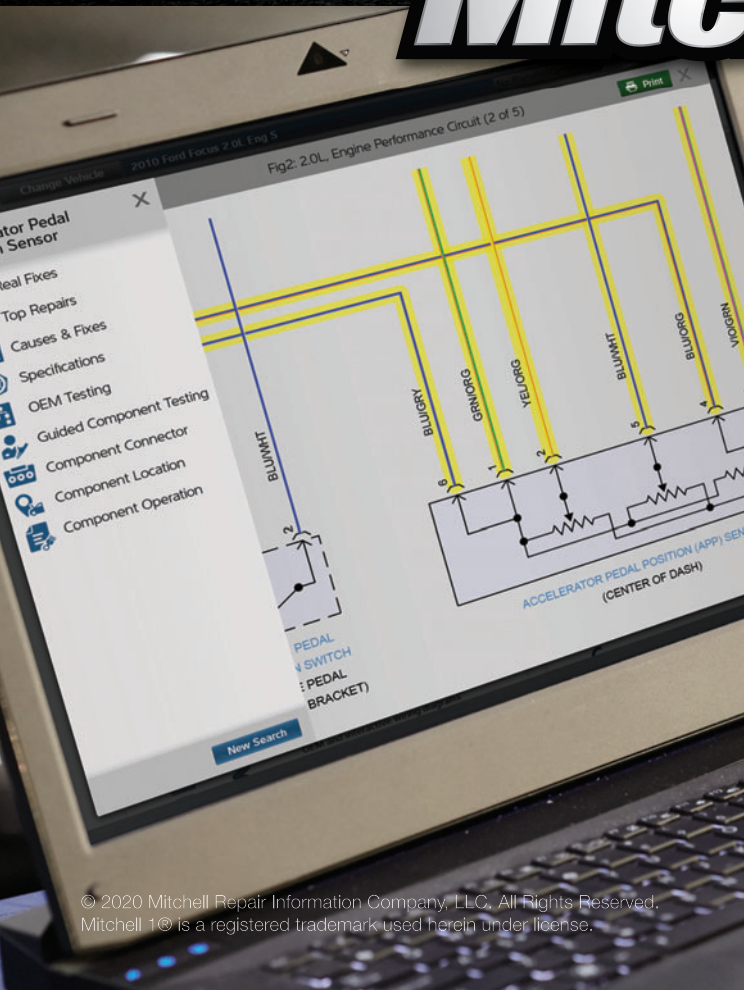 Mitc
Print
2010 Ford Focus 2.0L Eng S
Change Vehicle
Fig2: 2.0L, Engine Performance Circuit (2 of 5)
ator Pedal
n Sensor
eal Fixes
Top Repairs
Causes & Fixes
Specifications
OEM Testing
Guided Component Testing
Component Connector
Component Location
Component Operation
New Search
BLU/WHT
BLU/GRY
GRN/ORG
YEL/ORG
BLU/WHT
BLU/ORG
VIO/GRN
2
6
1
2
5
4
ACCELERATOR PEDAL POSITION (APP) SEN
(CENTER OF DASH)
PEDAL
N SWITCH
E PEDAL
BRACKET)
© 2020 Mitchell Repair Information Company, LLC. All Rights Reserved.
Mitchell 1® is a registered trademark used herein under license.